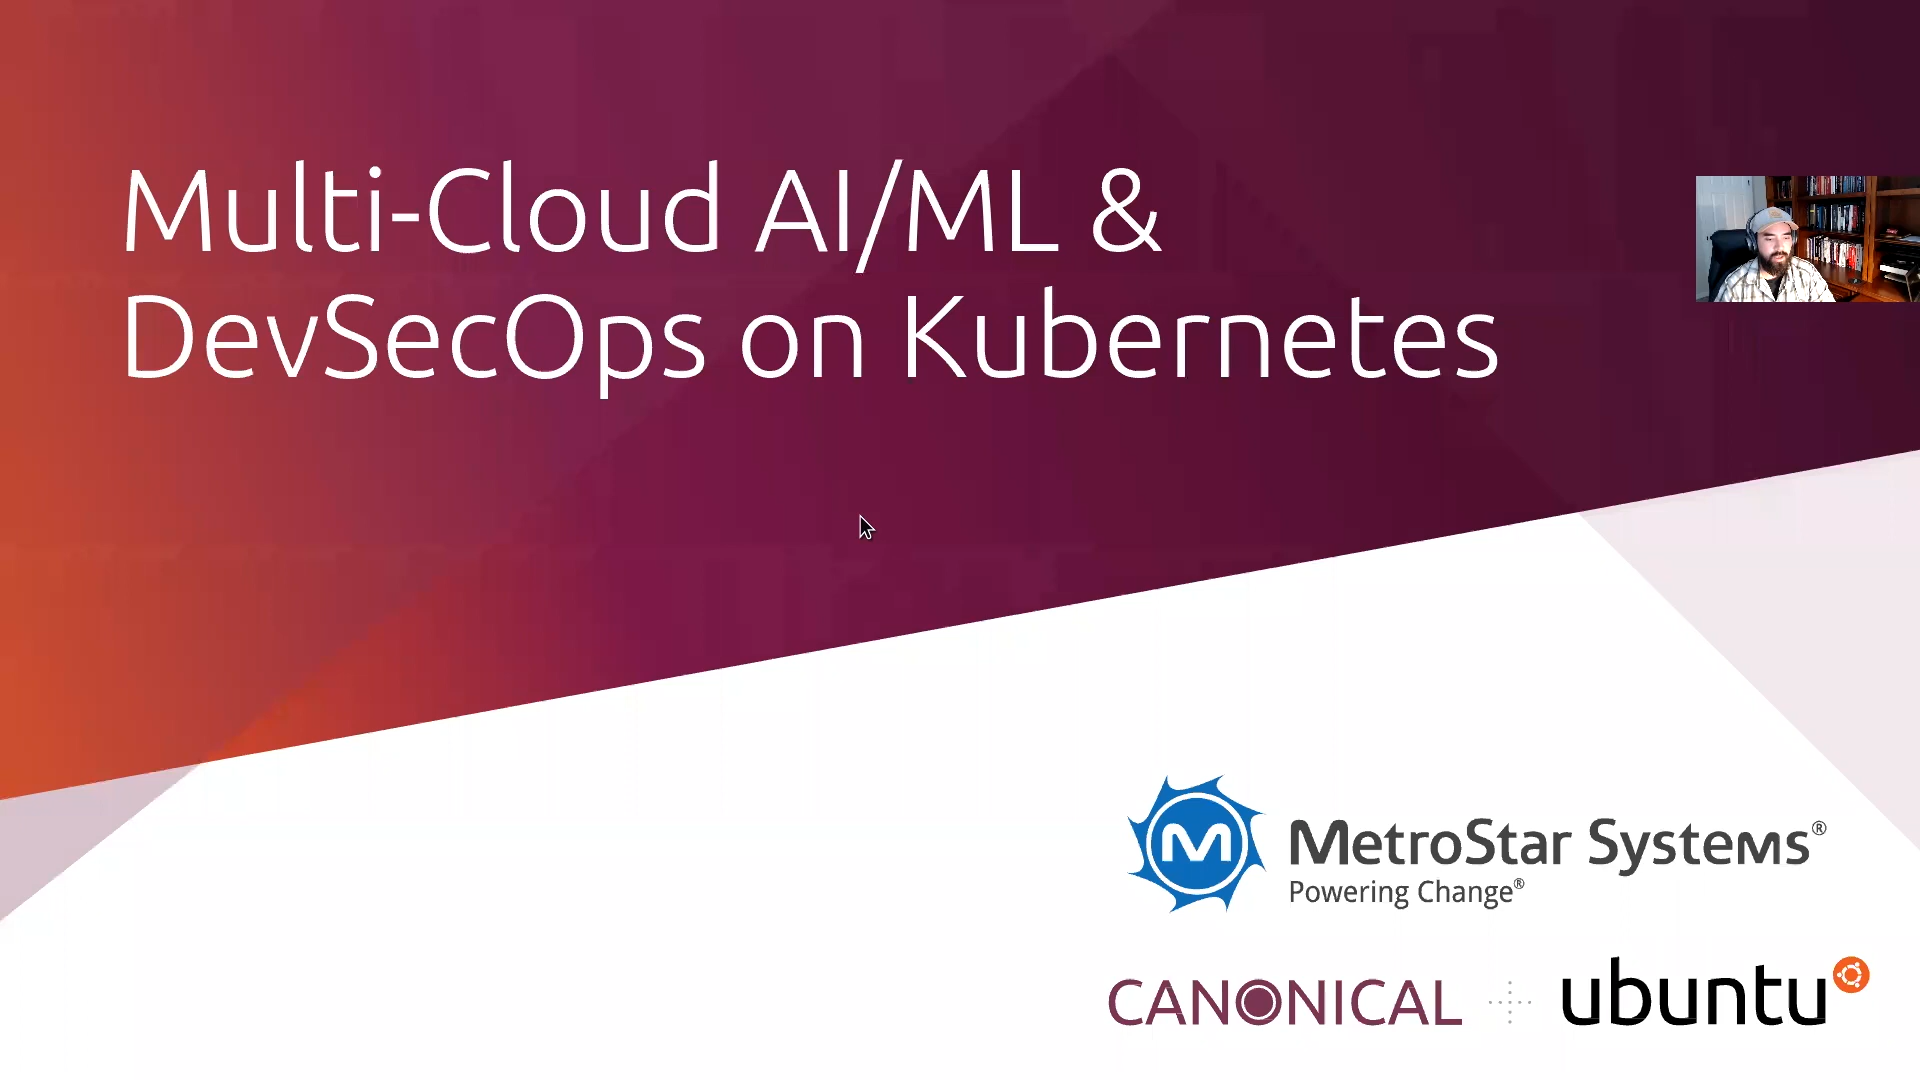 Multi-Cloud AI/ML &
DevSecOps on Kubernetes
M MetroStar Systems®
Powering Change®
CANONICAL ubuntu